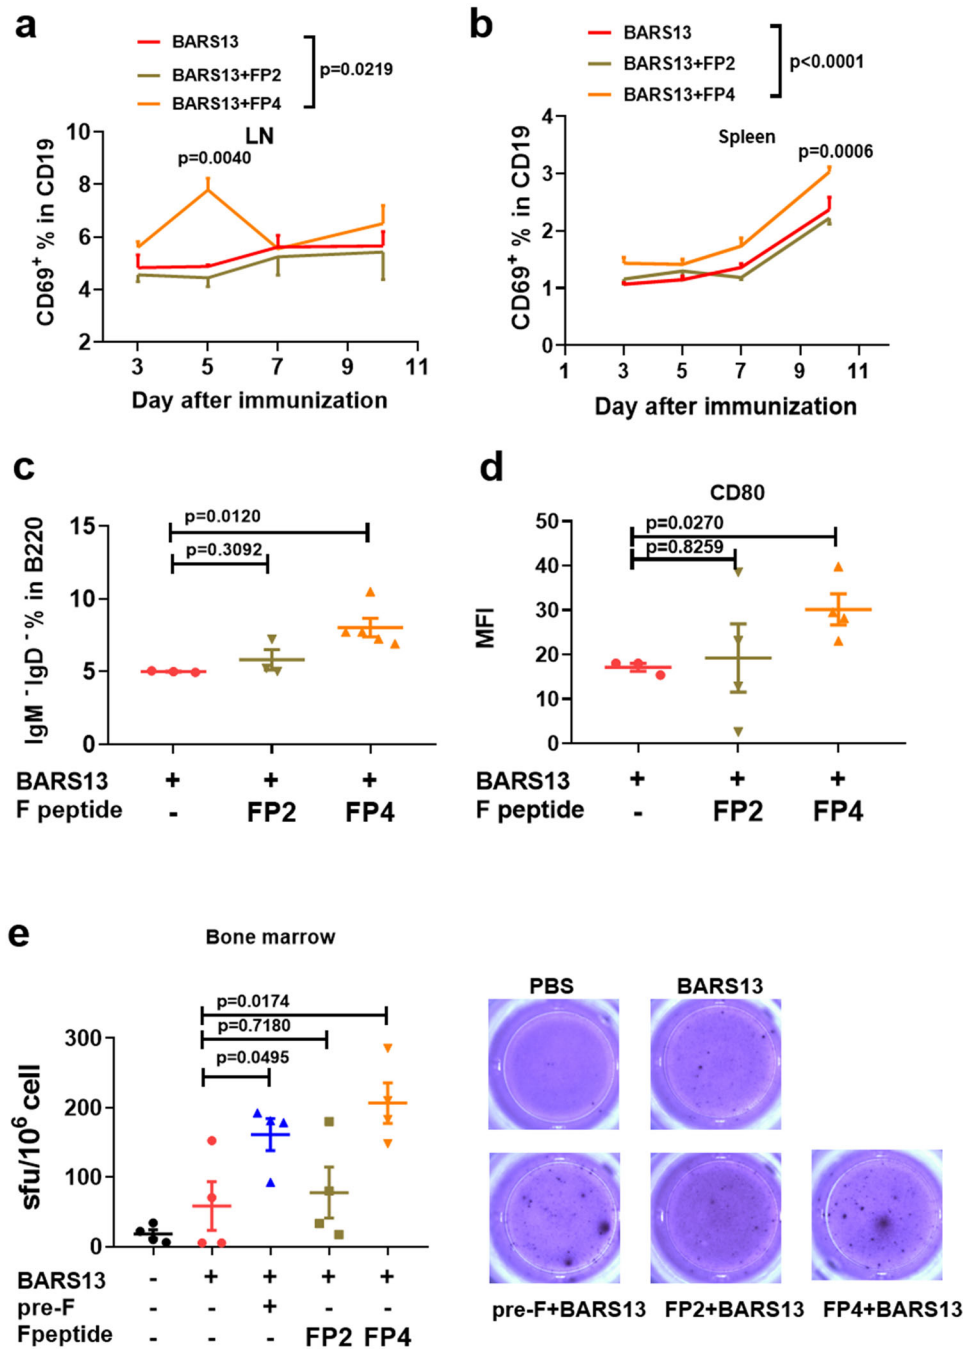 a
BARS13
BARS13+FP2
BARS13+FP4
p=0.0219
LN
p=0.0040
CD69⁺ % in CD19
10
8
6
4
2
3 5 7 9 11
Day after immunization
b
BARS13
BARS13+FP2
BARS13+FP4
p<0.0001
Spleen
p=0.0006
CD69⁺ % in CD19
4
3
2
1
0
1 3 5 7 9 11
Day after immunization
c
p=0.0120
p=0.3092
IgM⁻IgD⁻% in B220
15
10
5
0
BARS13 + + +
F peptide - FP2 FP4
d
CD80
p=0.0270
p=0.8259
MFI
50
40
30
20
10
0
BARS13 + + +
F peptide - FP2 FP4
e
Bone marrow
p=0.0174
p=0.7180
p=0.0495
sfu/10⁶ cell
300
200
100
0
BARS13 - + + + +
pre-F - - + - -
Fpeptide - - - FP2 FP4
PBS BARS13
pre-F+BARS13 FP2+BARS13 FP4+BARS13